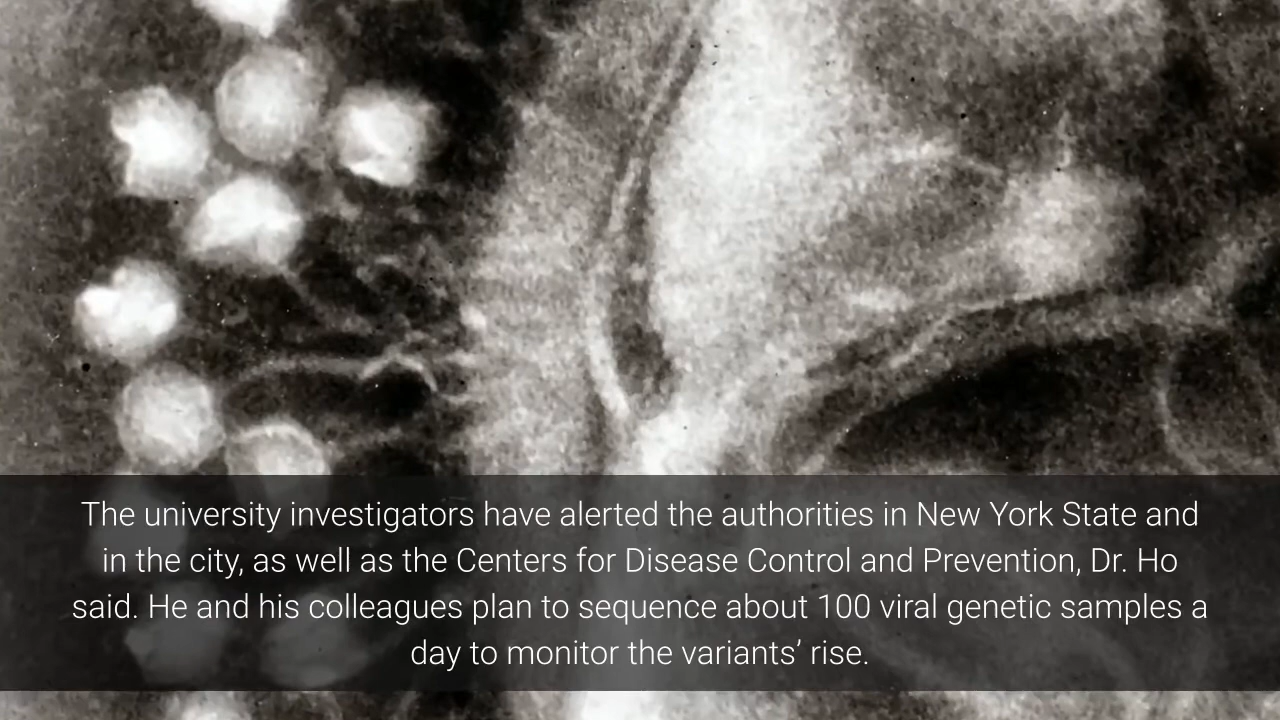 The university investigators have alerted the authorities in New York State and
in the city, as well as the Centers for Disease Control and Prevention, Dr. Ho
said. He and his colleagues plan to sequence about 100 viral genetic samples a
day to monitor the variants’ rise.